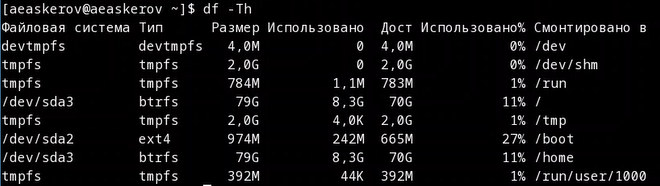 [aeaskerov@aeaskerov ~]$ df -Th
Файловая система Тип Размер Использовано Дост Использовано% Смонтировано в
devtmpfs devtmpfs 4,0M 0 4,0M 0% /dev
tmpfs tmpfs 2,0G 0 2,0G 0% /dev/shm
tmpfs tmpfs 784M 1,1M 783M 1% /run
/dev/sda3 btrfs 79G 8,3G 70G 11% /
tmpfs tmpfs 2,0G 4,0K 2,0G 1% /tmp
/dev/sda2 ext4 974M 242M 665M 27% /boot
/dev/sda3 btrfs 79G 8,3G 70G 11% /home
tmpfs tmpfs 392M 44K 392M 1% /run/user/1000